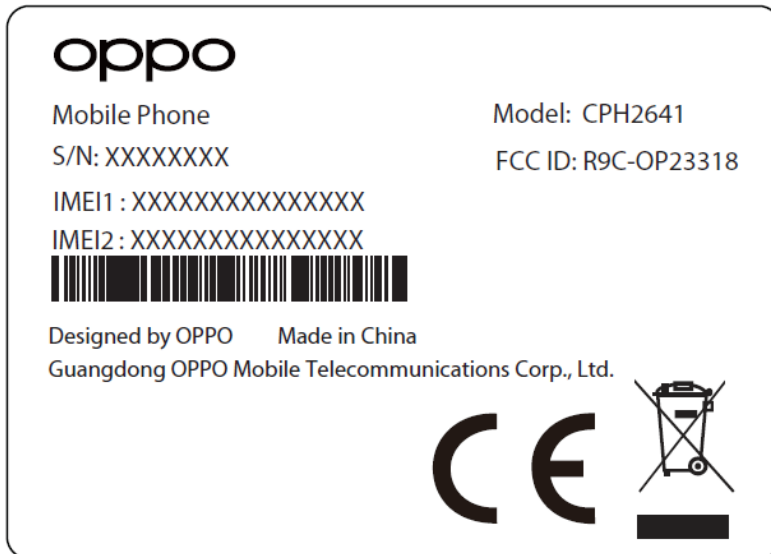 oppo
Mobile Phone
Model: CPH2641
S/N: XXXXXXXX
FCC ID: R9C-OP23318
IMEI1 : XXXXXXXXXXXXXXX
IMEI2 : XXXXXXXXXXXXXXX
Designed by OPPO Made in China
Guangdong OPPO Mobile Telecommunications Corp., Ltd.
CE